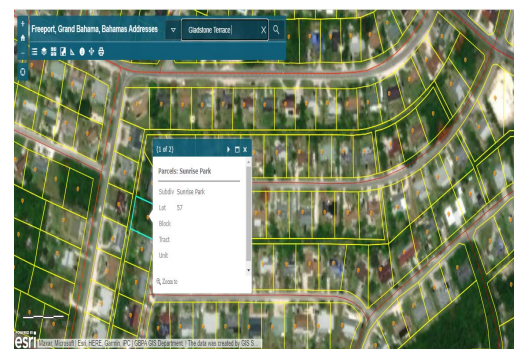 Freeport, Grand Bahama, Bahamas Addresses
Gladstone Terrace
X
(1 of 2)
x
Parcels: Sunrise Park
Subdiv Sunrise Park
Lot 57
Block
Tract
Unit
Zoom to
POWERED BY
esri
Maxar, Microsoft | Esri, HERE, Garmin, iPC | GBPA GIS Department. | The data was created by GIS S...